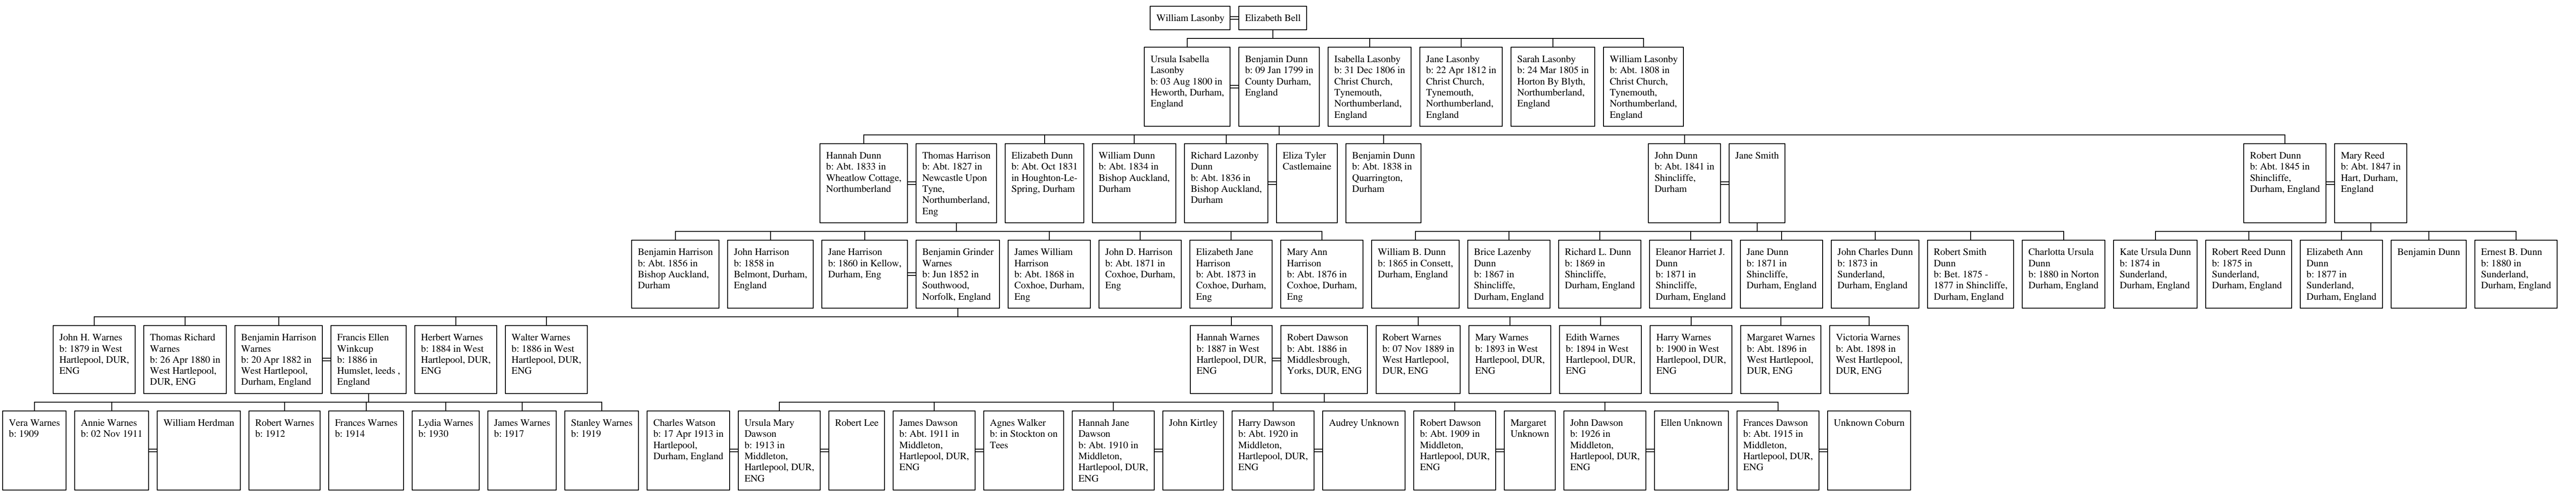 William Lasonby
Elizabeth Bell
Ursula Isabella
Lasonby
b: 03 Aug 1800 in
Heworth, Durham,
England
Benjamin Dunn
b: 09 Jan 1799 in
County Durham,
England
Isabella Lasonby
b: 31 Dec 1806 in
Christ Church,
Tynemouth,
Northumberland,
England
Jane Lasonby
b: 22 Apr 1812 in
Christ Church,
Tynemouth,
Northumberland,
England
Sarah Lasonby
b: 24 Mar 1805 in
Horton By Blyth,
Northumberland,
England
William Lasonby
b: Abt. 1808 in
Christ Church,
Tynemouth,
Northumberland,
England
Hannah Dunn
b: Abt. 1833 in
Wheatlow Cottage,
Northumberland
Thomas Harrison
b: Abt. 1827 in
Newcastle Upon
Tyne,
Northumberland,
Eng
Elizabeth Dunn
b: Abt. Oct 1831
in Houghton-Le-
Spring, Durham
William Dunn
b: Abt. 1834 in
Bishop Auckland,
Durham
Richard Lazonby
Dunn
b: Abt. 1836 in
Bishop Auckland,
Durham
Eliza Tyler
Castlemaine
Benjamin Dunn
b: Abt. 1838 in
Quarrington,
Durham
John Dunn
b: Abt. 1841 in
Shincliffe,
Durham
Jane Smith
Robert Dunn
b: Abt. 1845 in
Shincliffe,
Durham, England
Mary Reed
b: Abt. 1847 in
Hart, Durham,
England
Benjamin Harrison
b: Abt. 1856 in
Bishop Auckland,
Durham
John Harrison
b: 1858 in
Belmont, Durham,
England
Jane Harrison
b: 1860 in Kellow,
Durham, Eng
Benjamin Grinder
Warnes
b: Jun 1852 in
Southwood,
Norfolk, England
James William
Harrison
b: Abt. 1868 in
Coxhoe, Durham,
Eng
John D. Harrison
b: Abt. 1871 in
Coxhoe, Durham,
Eng
Elizabeth Jane
Harrison
b: Abt. 1873 in
Coxhoe, Durham,
Eng
Mary Ann
Harrison
b: Abt. 1876 in
Coxhoe, Durham,
Eng
William B. Dunn
b: 1865 in Consett,
Durham, England
Brice Lazenby
Dunn
b: 1867 in
Shincliffe,
Durham, England
Richard L. Dunn
b: 1869 in
Shincliffe,
Durham, England
Eleanor Harriet J.
Dunn
b: 1871 in
Shincliffe,
Durham, England
Jane Dunn
b: 1871 in
Shincliffe,
Durham, England
John Charles Dunn
b: 1873 in
Sunderland,
Durham, England
Robert Smith
Dunn
b: Bet. 1875 -
1877 in Shincliffe,
Durham, England
Charlotta Ursula
Dunn
b: 1880 in Norton
Durham, England
Kate Ursula Dunn
b: 1874 in
Sunderland,
Durham, England
Robert Reed Dunn
b: 1875 in
Sunderland,
Durham, England
Elizabeth Ann
Dunn
b: 1877 in
Sunderland,
Durham, England
Benjamin Dunn
Ernest B. Dunn
b: 1880 in
Sunderland,
Durham, England
John H. Warnes
b: 1879 in West
Hartlepool, DUR,
ENG
Thomas Richard
Warnes
b: 26 Apr 1880 in
West Hartlepool,
DUR, ENG
Benjamin Harrison
Warnes
b: 20 Apr 1882 in
West Hartlepool,
Durham, England
Francis Ellen
Winkcup
b: 1886 in
Humslet, leeds ,
England
Herbert Warnes
b: 1884 in West
Hartlepool, DUR,
ENG
Walter Warnes
b: 1886 in West
Hartlepool, DUR,
ENG
Hannah Warnes
b: 1887 in West
Hartlepool, DUR,
ENG
Robert Dawson
b: Abt. 1886 in
Middlesbrough,
Yorks, DUR, ENG
Robert Warnes
b: 07 Nov 1889 in
West Hartlepool,
DUR, ENG
Mary Warnes
b: 1893 in West
Hartlepool, DUR,
ENG
Edith Warnes
b: 1894 in West
Hartlepool, DUR,
ENG
Harry Warnes
b: 1900 in West
Hartlepool, DUR,
ENG
Margaret Warnes
b: Abt. 1896 in
West Hartlepool,
DUR, ENG
Victoria Warnes
b: Abt. 1898 in
West Hartlepool,
DUR, ENG
Vera Warnes
b: 1909
Annie Warnes
b: 02 Nov 1911
William Herdman
Robert Warnes
b: 1912
Frances Warnes
b: 1914
Lydia Warnes
b: 1930
James Warnes
b: 1917
Stanley Warnes
b: 1919
Charles Watson
b: 17 Apr 1913 in
Hartlepool,
Durham, England
Ursula Mary
Dawson
b: 1913 in
Middleton,
Hartlepool, DUR,
ENG
Robert Lee
James Dawson
b: Abt. 1911 in
Middleton,
Hartlepool, DUR,
ENG
Agnes Walker
b: in Stockton on
Tees
Hannah Jane
Dawson
b: Abt. 1910 in
Middleton,
Hartlepool, DUR,
ENG
John Kirtley
Harry Dawson
b: Abt. 1920 in
Middleton,
Hartlepool, DUR,
ENG
Audrey Unknown
Robert Dawson
b: Abt. 1909 in
Middleton,
Hartlepool, DUR,
ENG
Margaret
Unknown
John Dawson
b: 1926 in
Middleton,
Hartlepool, DUR,
ENG
Ellen Unknown
Frances Dawson
b: Abt. 1915 in
Middleton,
Hartlepool, DUR,
ENG
Unknown Coburn